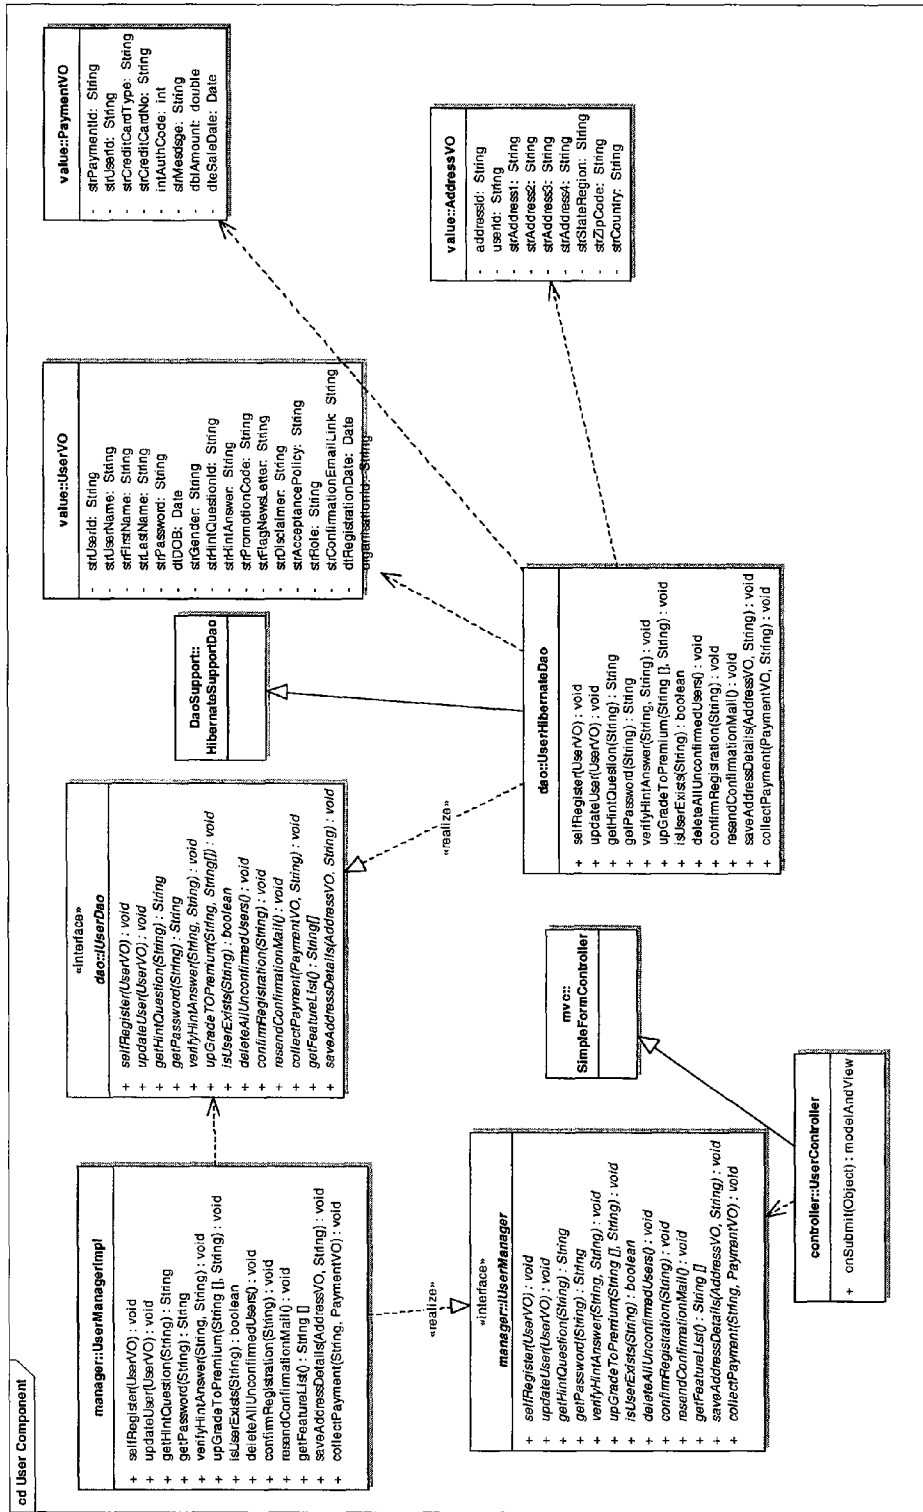 cd User Component
manager::UserManagerImpl
+ selfRegister(UserVO) : void
+ updateUser(UserVO) : void
+ getHintQuestion(String) : String
+ getPassword(String) : String
+ verifyHintAnswer(String, String) : void
+ upGradeToPremium(String [], String) : void
+ isUserExists(String) : boolean
+ deleteAllUnconfirmedUsers() : void
+ confirmRegistration(String) : void
+ resendConfirmationMail() : void
+ getFeatureList() : String []
+ saveAddressDetails(AddressVO, String) : void
+ collectPayment(String, PaymentVO) : void
«interface»
dao::IUserDao
+ selfRegister(UserVO) : void
+ updateUser(UserVO) : void
+ getHintQuestion(String) : String
+ getPassword(String) : String
+ verifyHintAnswer(String, String) : void
+ upGradeTOPremium(String, String[]) : void
+ isUserExists(String) : boolean
+ deleteAllUnconfirmedUsers() : void
+ confirmRegistration(String) : void
+ resendConfirmationMail() : void
+ collectPayment(PaymentVO, String) : void
+ getFeatureList() : String[]
+ saveAddressDetails(AddressVO, String) : void
DaoSupport::
HibernateSupportDao
value::UserVO
- strUserId: String
- strUserName: String
- strFirstName: String
- strLastName: String
- strPassword: String
- dtDOB: Date
- strGender: String
- strHintQuestionId: String
- strHintAnswer: String
- strPromotionCode: String
- strFlagNewsLetter: String
- strDisclaimer: String
- strAcceptancePolicy: String
- strRole: String
- strConfirmationEmailLink: String
- dtRegistrationDate: Date
- organisationId: String
value::PaymentVO
- strPaymentId: String
- strUserId: String
- strCreditCardType: String
- strCreditCardNo: String
- intAuthCode: int
- strMesdsge: String
- dblAmount: double
- dteSaleDate: Date
«realize»
«realize»
«interface»
manager::IUserManager
+ selfRegister(UserVO) : void
+ updateUser(UserVO) : void
+ getHintQuestion(String) : String
+ getPassword(String) : String
+ verifyHintAnswer(String, String) : void
+ upGradeToPremium(String [], String) : void
+ isUserExists(String) : boolean
+ deleteAllUnconfirmedUsers() : void
+ confirmRegistration(String) : void
+ resendConfirmationMail() : void
+ getFeatureList() : String []
+ saveAddressDetails(AddressVO, String) : void
+ collectPayment(String, PaymentVO) : void
mvc::
SimpleFormController
dao::UserHibernateDao
+ selfRegister(UserVO) : void
+ updateUser(UserVO) : void
+ getHintQuestion(String) : String
+ getPassword(String) : String
+ verifyHintAnswer(String, String) : void
+ upGradeToPremium(String [], String) : void
+ isUserExists(String) : boolean
+ deleteAllUnconfirmedUsers() : void
+ confirmRegistration(String) : void
+ resendConfirmationMail() : void
+ saveAddressDetails(AddressVO, String) : void
+ collectPayment(PaymentVO, String) : void
value::AddressVO
- addressId: String
- userId: String
- strAddress1: String
- strAddress2: String
- strAddress3: String
- strAddress4: String
- strStateRegion: String
- strZipCode: String
- strCountry: String
controller::UserController
+ onSubmit(Object) : modelAndView